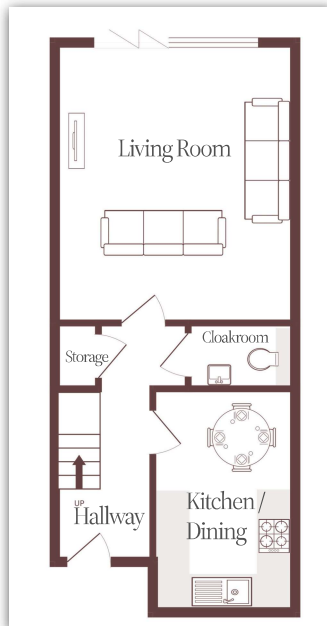 Living Room
Cloakroom
Storage
UP
Hallway
Kitchen /
Dining